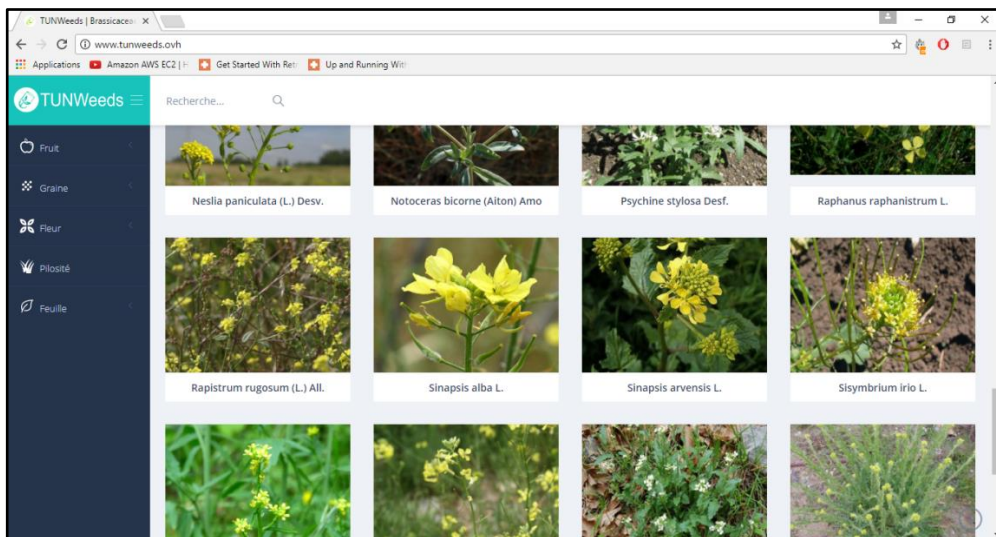 TUNWeeds | Brassicacea
www.tunweeds.ovh
Applications
Amazon AWS EC2 | H
Get Started With Retr
Up and Running With
TUNWeeds
Recherche...
Fruit
Graine
Fleur
Pilosité
Feuille
Neslia paniculata (L.) Desv.
Notoceras bicorne (Aiton) Amo
Psychine stylosa Desf.
Raphanus raphanistrum L.
Rapistrum rugosum (L.) All.
Sinapsis alba L.
Sinapsis arvensis L.
Sisymbrium irio L.